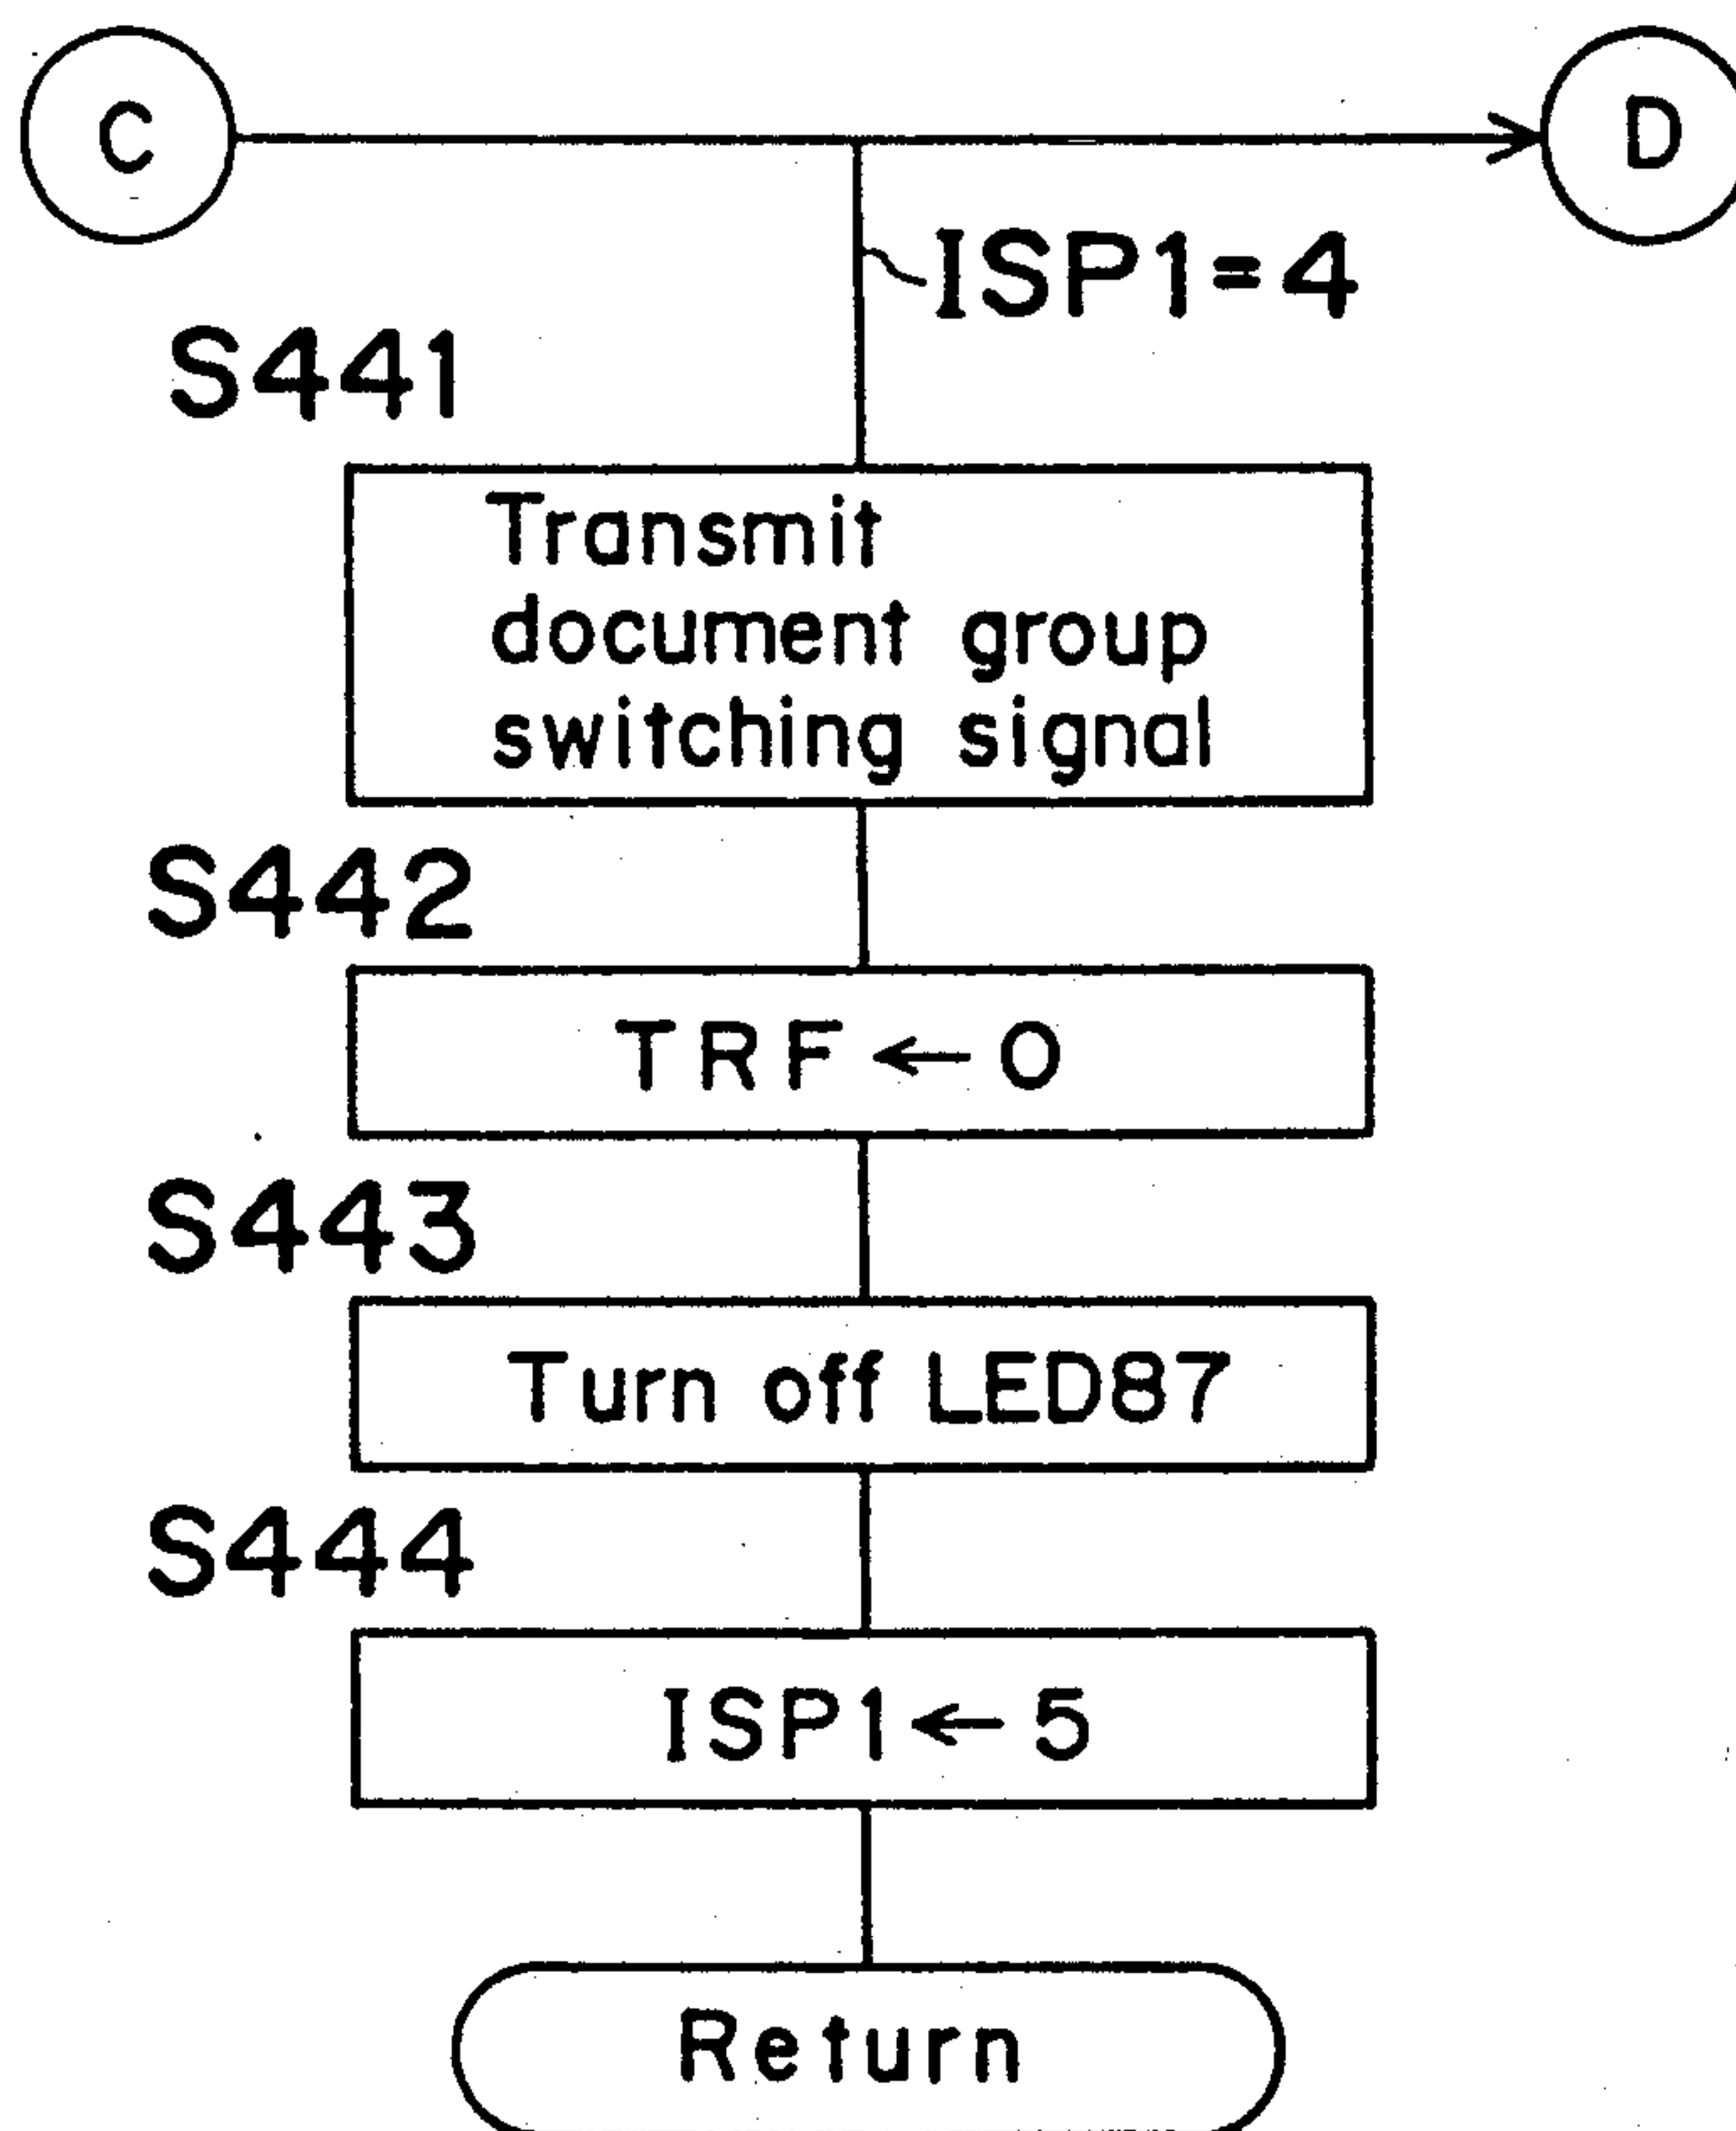 C
D
ISP1=4
S441
Transmit
document group
switching signal
S442
TRF←0
S443
Turn off LED87
S444
ISP1←5
Return